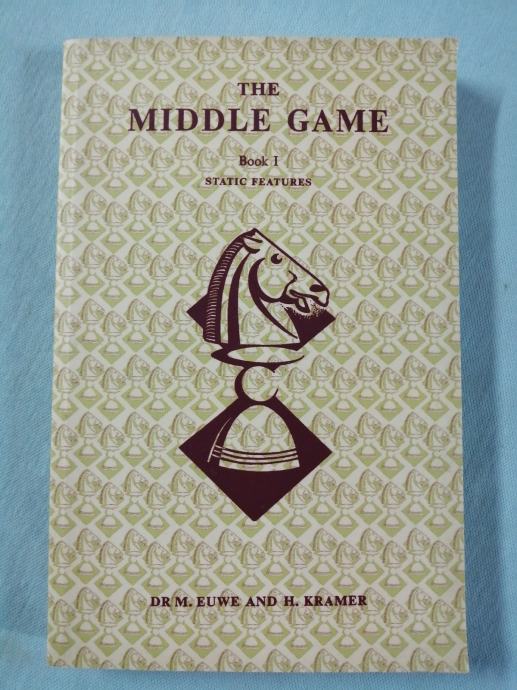 THE
MIDDLE GAME
Book I
STATIC FEATURES
DR M. EUWE AND H. KRAMER